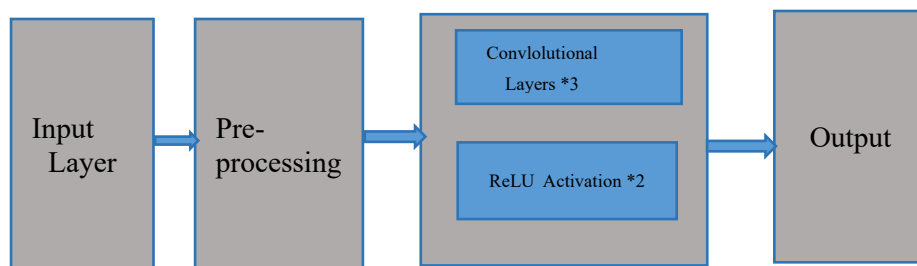 Input
Layer
Pre-
processing
Convlolutional
Layers *3
ReLU Activation *2
Output